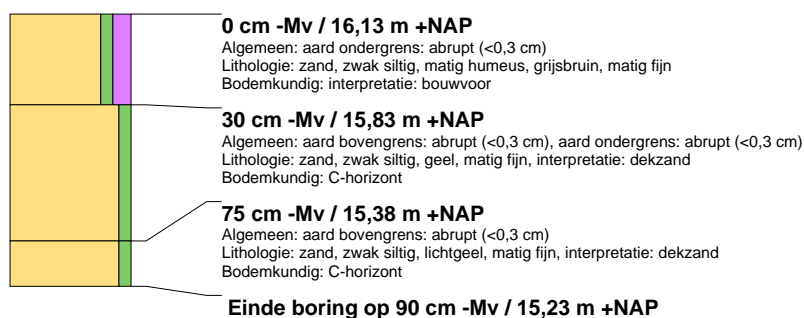 0 cm -Mv / 16,13 m +NAP
Algemeen: aard ondergrens: abrupt (<0,3 cm)
Lithologie: zand, zwak siltig, matig humeus, grijsbruin, matig fijn
Bodemkundig: interpretatie: bouwvoor
30 cm -Mv / 15,83 m +NAP
Algemeen: aard bovengrens: abrupt (<0,3 cm), aard ondergrens: abrupt (<0,3 cm)
Lithologie: zand, zwak siltig, geel, matig fijn, interpretatie: dekzand
Bodemkundig: C-horizont
75 cm -Mv / 15,38 m +NAP
Algemeen: aard bovengrens: abrupt (<0,3 cm)
Lithologie: zand, zwak siltig, lichtgeel, matig fijn, interpretatie: dekzand
Bodemkundig: C-horizont
Einde boring op 90 cm -Mv / 15,23 m +NAP